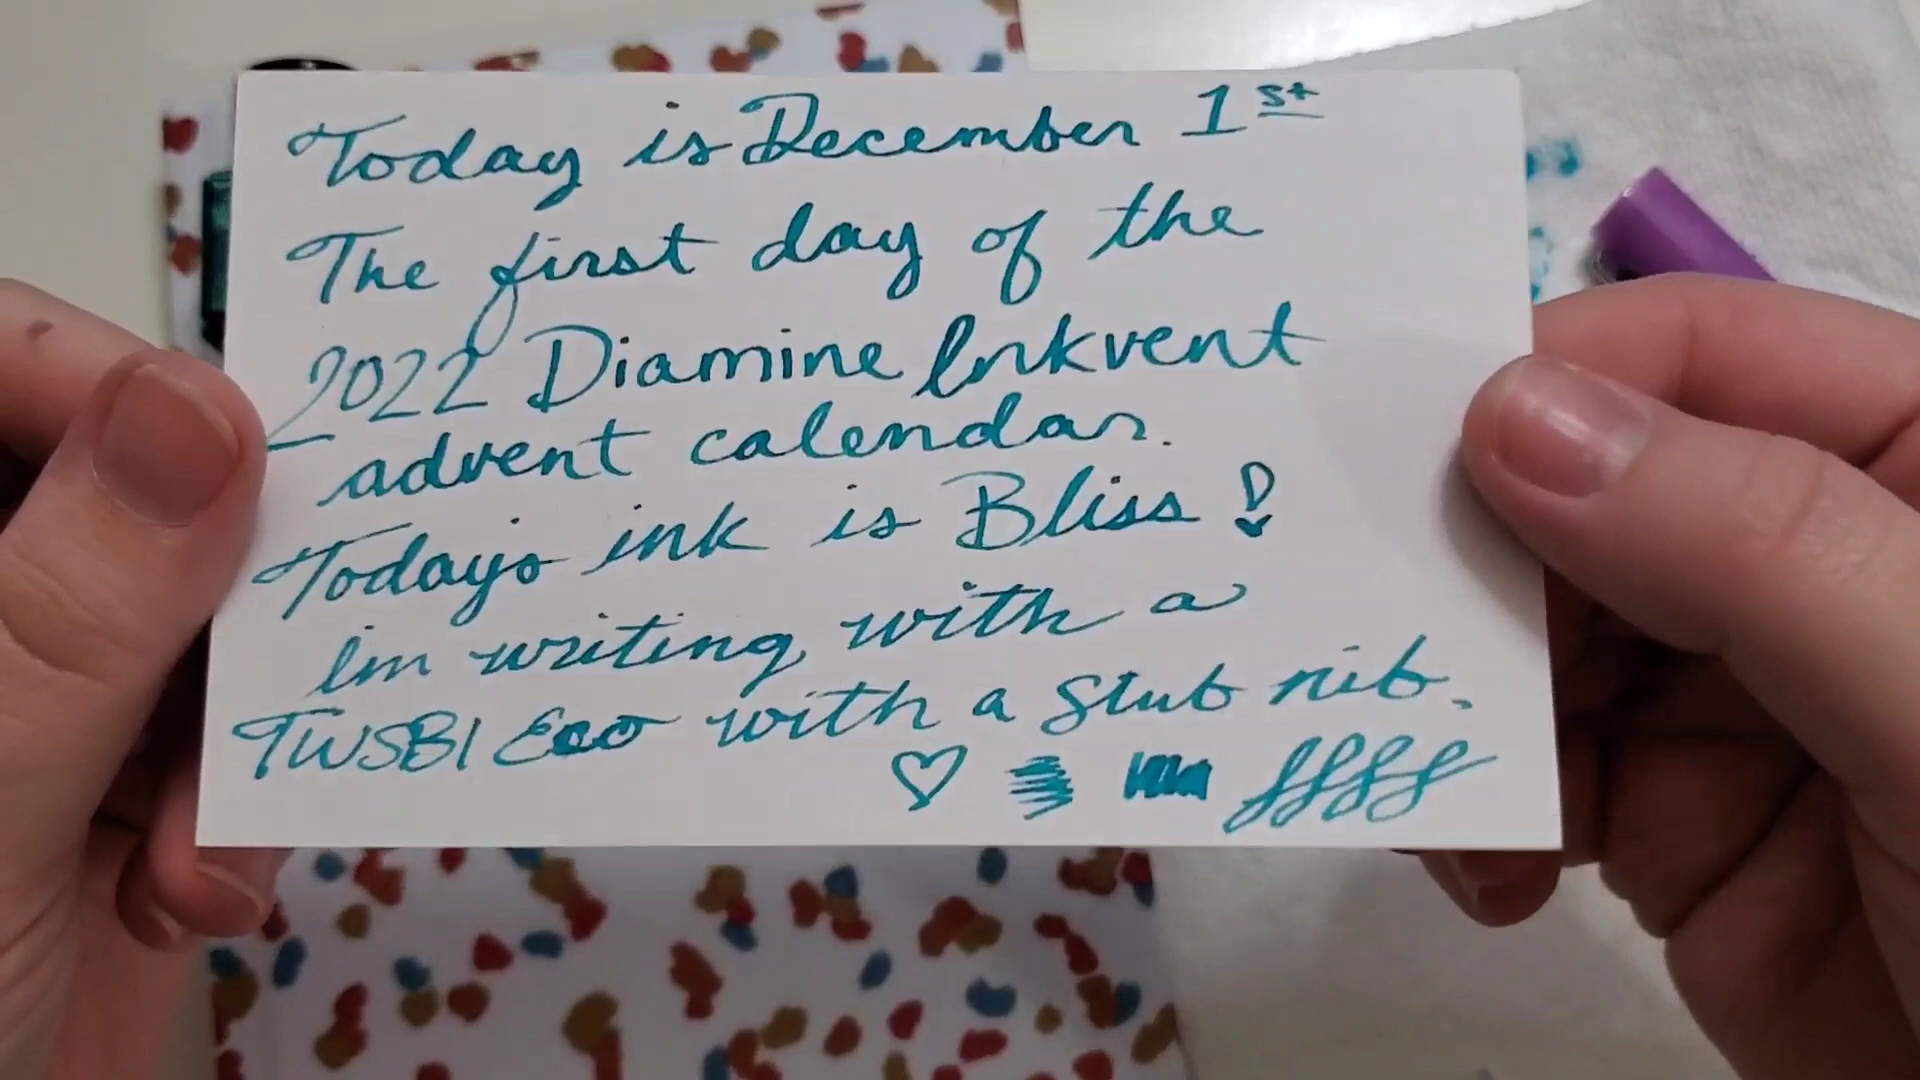 Today is December 1st
The first day of the
2022 Diamine Inkvent
advent calendar.
Todays ink is Bliss!
im writing with a
TWSBI Eco with a Stub nib.